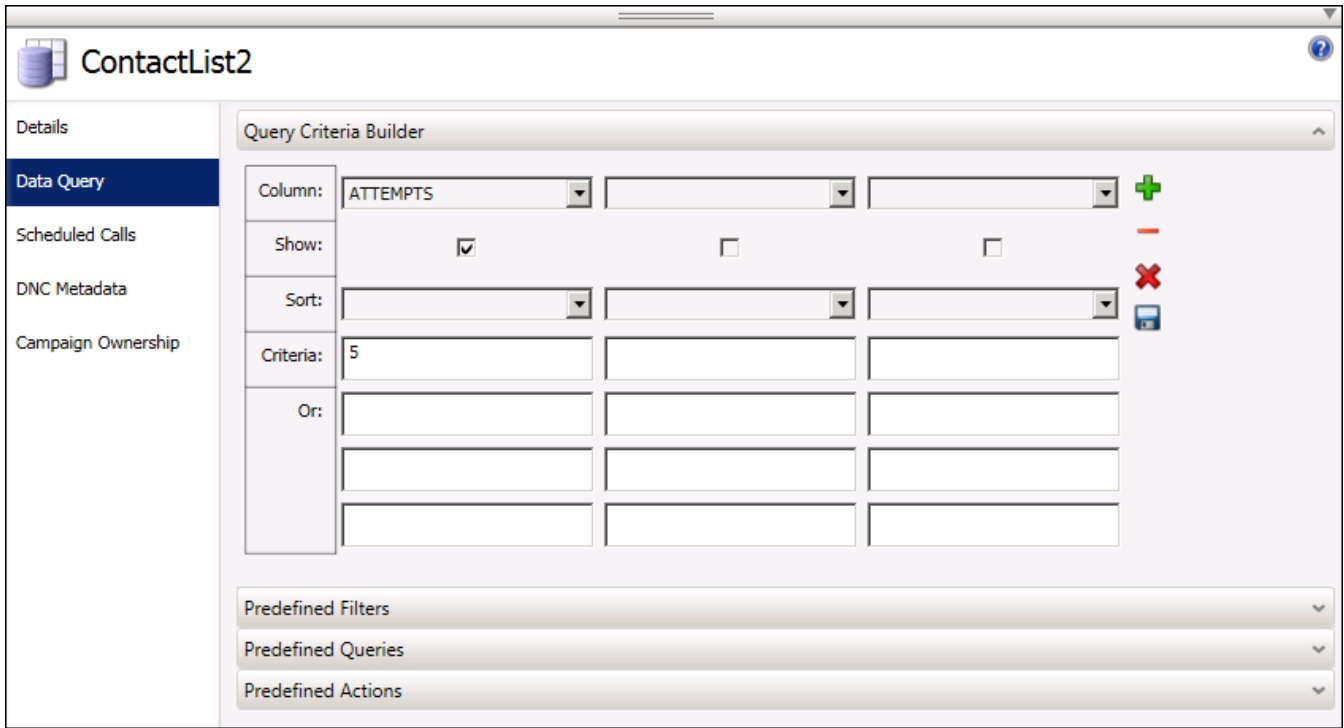 ContactList2
Details
Data Query
Scheduled Calls
DNC Metadata
Campaign Ownership
Query Criteria Builder
Column: ATTEMPTS
Show:
Sort:
Criteria: 5
Or:
Predefined Filters
Predefined Queries
Predefined Actions